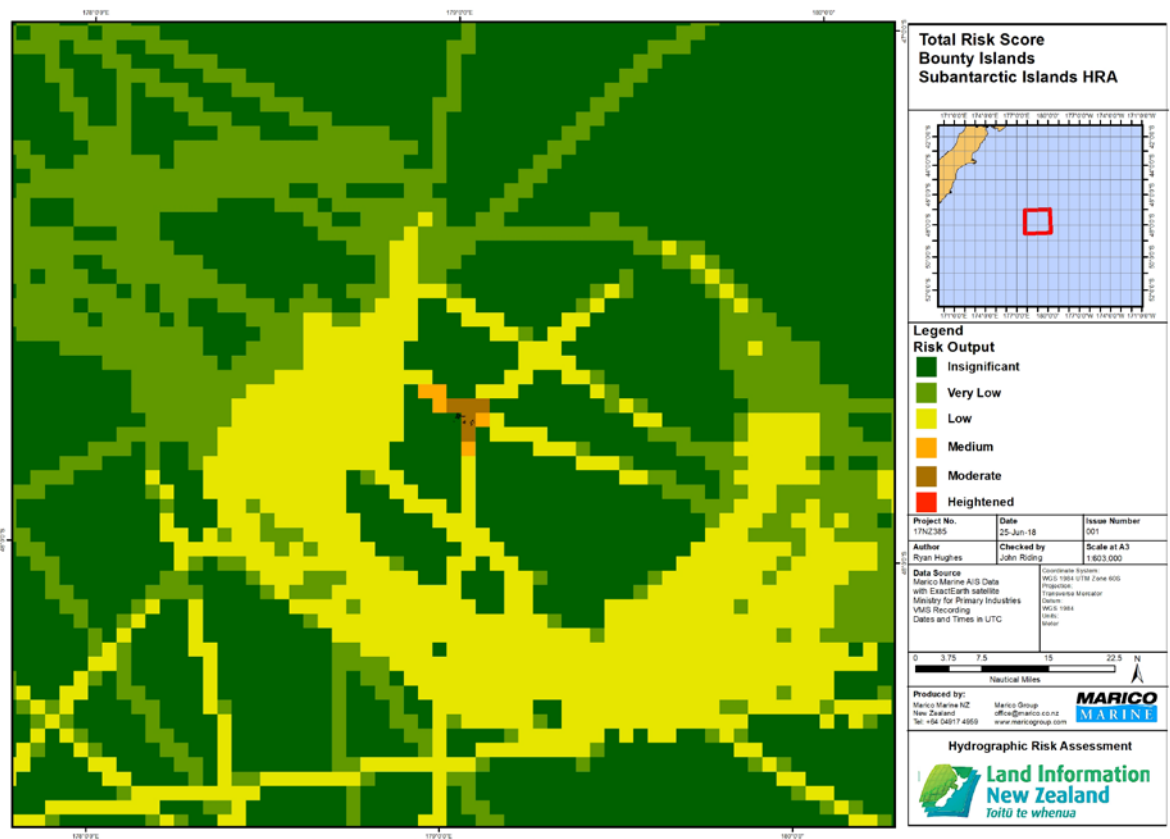 Total Risk Score
Bounty Islands
Subantarctic Islands HRA
Legend
Risk Output
Insignificant
Very Low
Low
Medium
Moderate
Heightened
Project No.
17NZ385
Date
25-Jun-18
Issue Number
001
Author
Ryan Hughes
Checked by
John Riding
Scale at A3
1:603,000
Data Source
Marico Marine AIS Data
with ExactEarth satellite
Ministry for Primary Industries
VMS Recording
Dates and Times in UTC
Coordinate System:
WGS 1984 UTM Zone 60S
Projection:
Transverse Mercator
Datum:
WGS 1984
Units:
Meter
0 3.75 7.5 15 22.5
Nautical Miles
N
Produced by:
Marico Marine NZ
New Zealand
Tel: +64 04917 4959
Marico Group
office@marico.co.nz
www.maricogroup.com
MARICO
MARINE
Hydrographic Risk Assessment
Land Information
New Zealand
Toitū te whenua